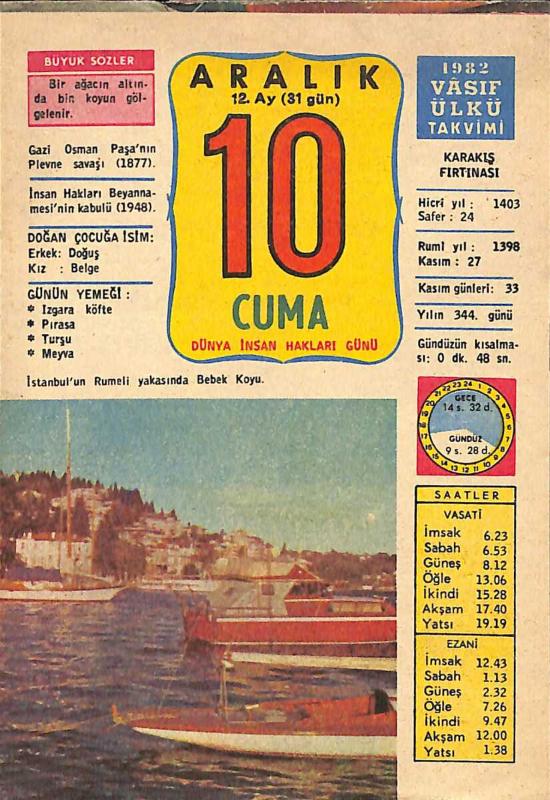 BÜYÜK SÖZLER
Bir ağacın altın-
da bin koyun göl-
gelenir.
Gazi Osman Paşa'nın
Plevne savaşı (1877).
İnsan Hakları Beyanna-
mesi'nin kabulü (1948).
DOĞAN ÇOCUĞA İSİM:
Erkek: Doğuş
Kız : Belge
GÜNÜN YEMEĞİ :
* Izgara köfte
* Pırasa
* Turşu
* Meyva
ARALIK
12. Ay (31 gün)
10
CUMA
DÜNYA İNSAN HAKLARI GÜNÜ
1982
VÂSIF
ÜLKÜ
TAKVİMİ
KARAKIŞ
FIRTINASI
Hicrî yıl : 1403
Safer : 24
Rumî yıl : 1398
Kasım : 27
Kasım günleri: 33
Yılın 344. günü
Gündüzün kısalma-
sı: 0 dk. 48 sn.
İstanbul'un Rumeli yakasında Bebek Koyu.
GECE
14 s. 32 d.
GÜNDÜZ
9 s. 28 d.
SAATLER
VASATİ
İmsak 6.23
Sabah 6.53
Güneş 8.12
Öğle 13.06
İkindi 15.28
Akşam 17.40
Yatsı 19.19
EZANİ
İmsak 12.43
Sabah 1.13
Güneş 2.32
Öğle 7.26
İkindi 9.47
Akşam 12.00
Yatsı 1.38